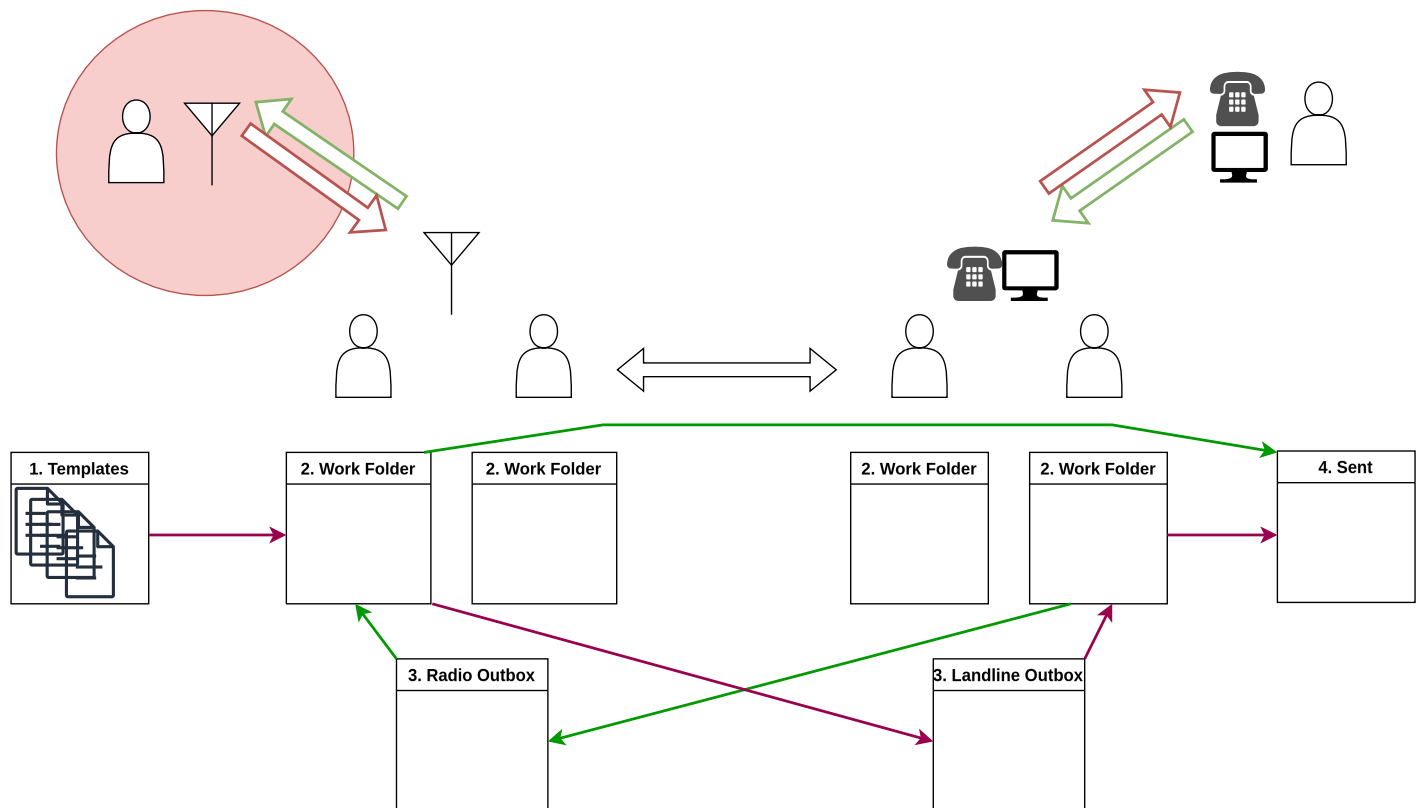 1. Templates
2. Work Folder
2. Work Folder
2. Work Folder
2. Work Folder
4. Sent
3. Radio Outbox
3. Landline Outbox